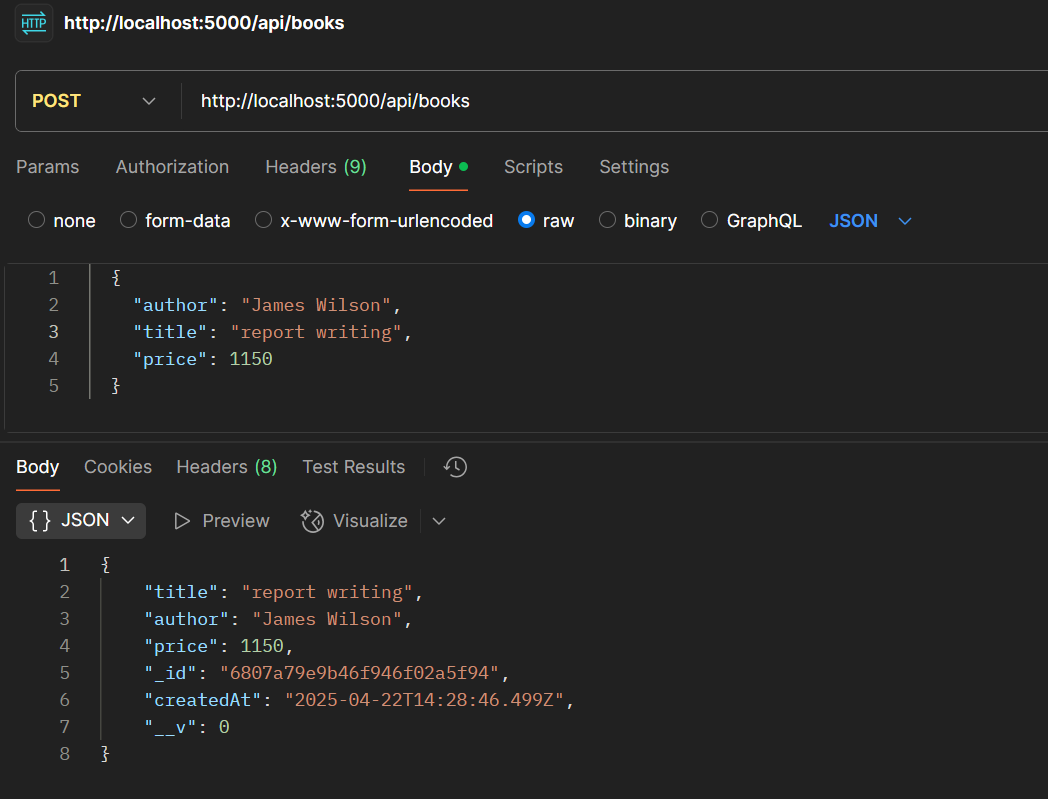 HTTP http://localhost:5000/api/books
POST http://localhost:5000/api/books
Params Authorization Headers (9) Body Scripts Settings
none form-data x-www-form-urlencoded raw binary GraphQL JSON
1 {
2 "author": "James Wilson",
3 "title": "report writing",
4 "price": 1150
5 }
Body Cookies Headers (8) Test Results
{} JSON Preview Visualize
1 {
2 "title": "report writing",
3 "author": "James Wilson",
4 "price": 1150,
5 "_id": "6807a79e9b46f946f02a5f94",
6 "createdAt": "2025-04-22T14:28:46.499Z",
7 "__v": 0
8 }